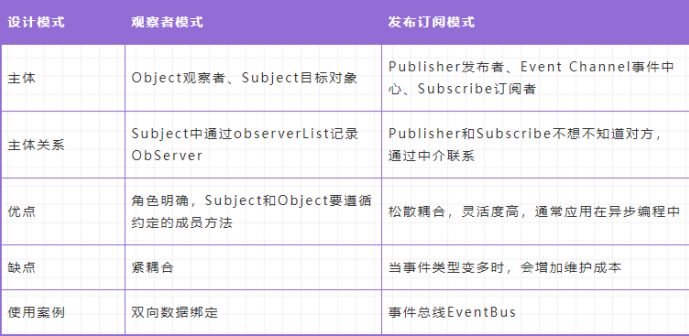 设计模式 观察者模式 发布订阅模式
主体 Object观察者、Subject目标对象 Publisher发布者、Event Channel事件中
心、Subscribe订阅者
主体关系 Subject中通过observerList记录 Publisher和Subscribe不想不知道对方，
ObServer 通过中介联系
优点 角色明确，Subject和Object要遵循 松散耦合，灵活度高，通常应用在异步编程中
约定的成员方法
缺点 紧耦合 当事件类型变多时，会增加维护成本
使用案例 双向数据绑定 事件总线EventBus